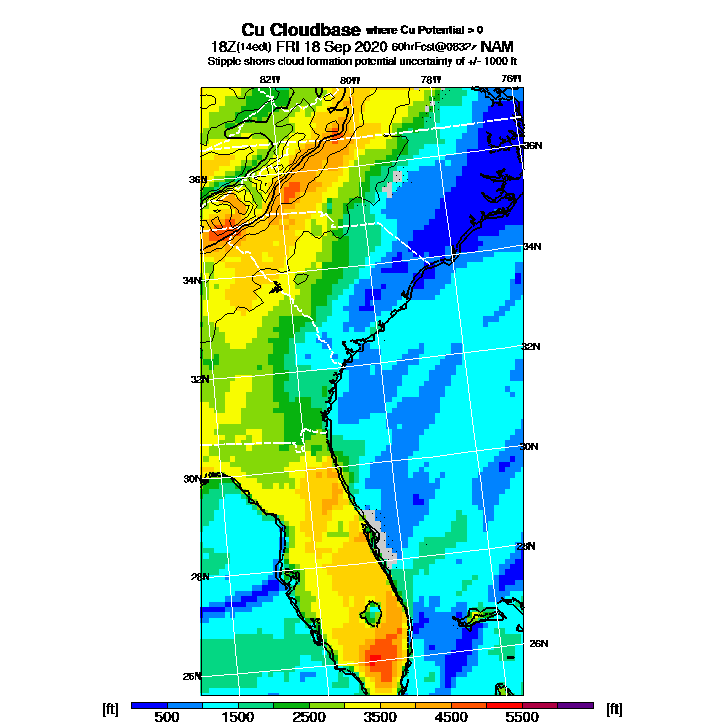 Cu Cloudbase where Cu Potential > 0
18Z(14edt) FRI 18 Sep 2020 60hrFcst@0832z NAM
Stipple shows cloud formation potential uncertainty of +/- 1000 ft
82W 80W 78W 76W
36N 36N
34N 34N
32N 32N
30N 30N
28N 28N
26N 26N
[ft] 500 1500 2500 3500 4500 5500 [ft]